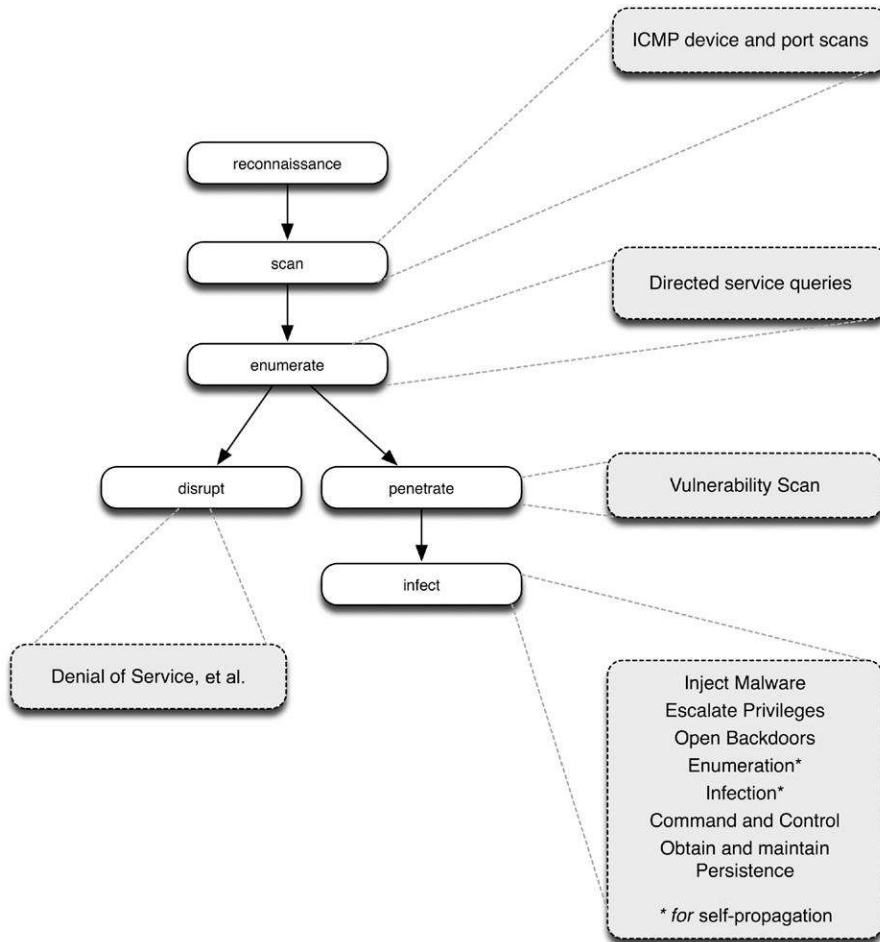 ICMP device and port scans
reconnaissance
scan
Directed service queries
enumerate
disrupt
penetrate
Vulnerability Scan
infect
Denial of Service, et al.
Inject Malware
Escalate Privileges
Open Backdoors
Enumeration*
Infection*
Command and Control
Obtain and maintain
Persistence
* for self-propagation